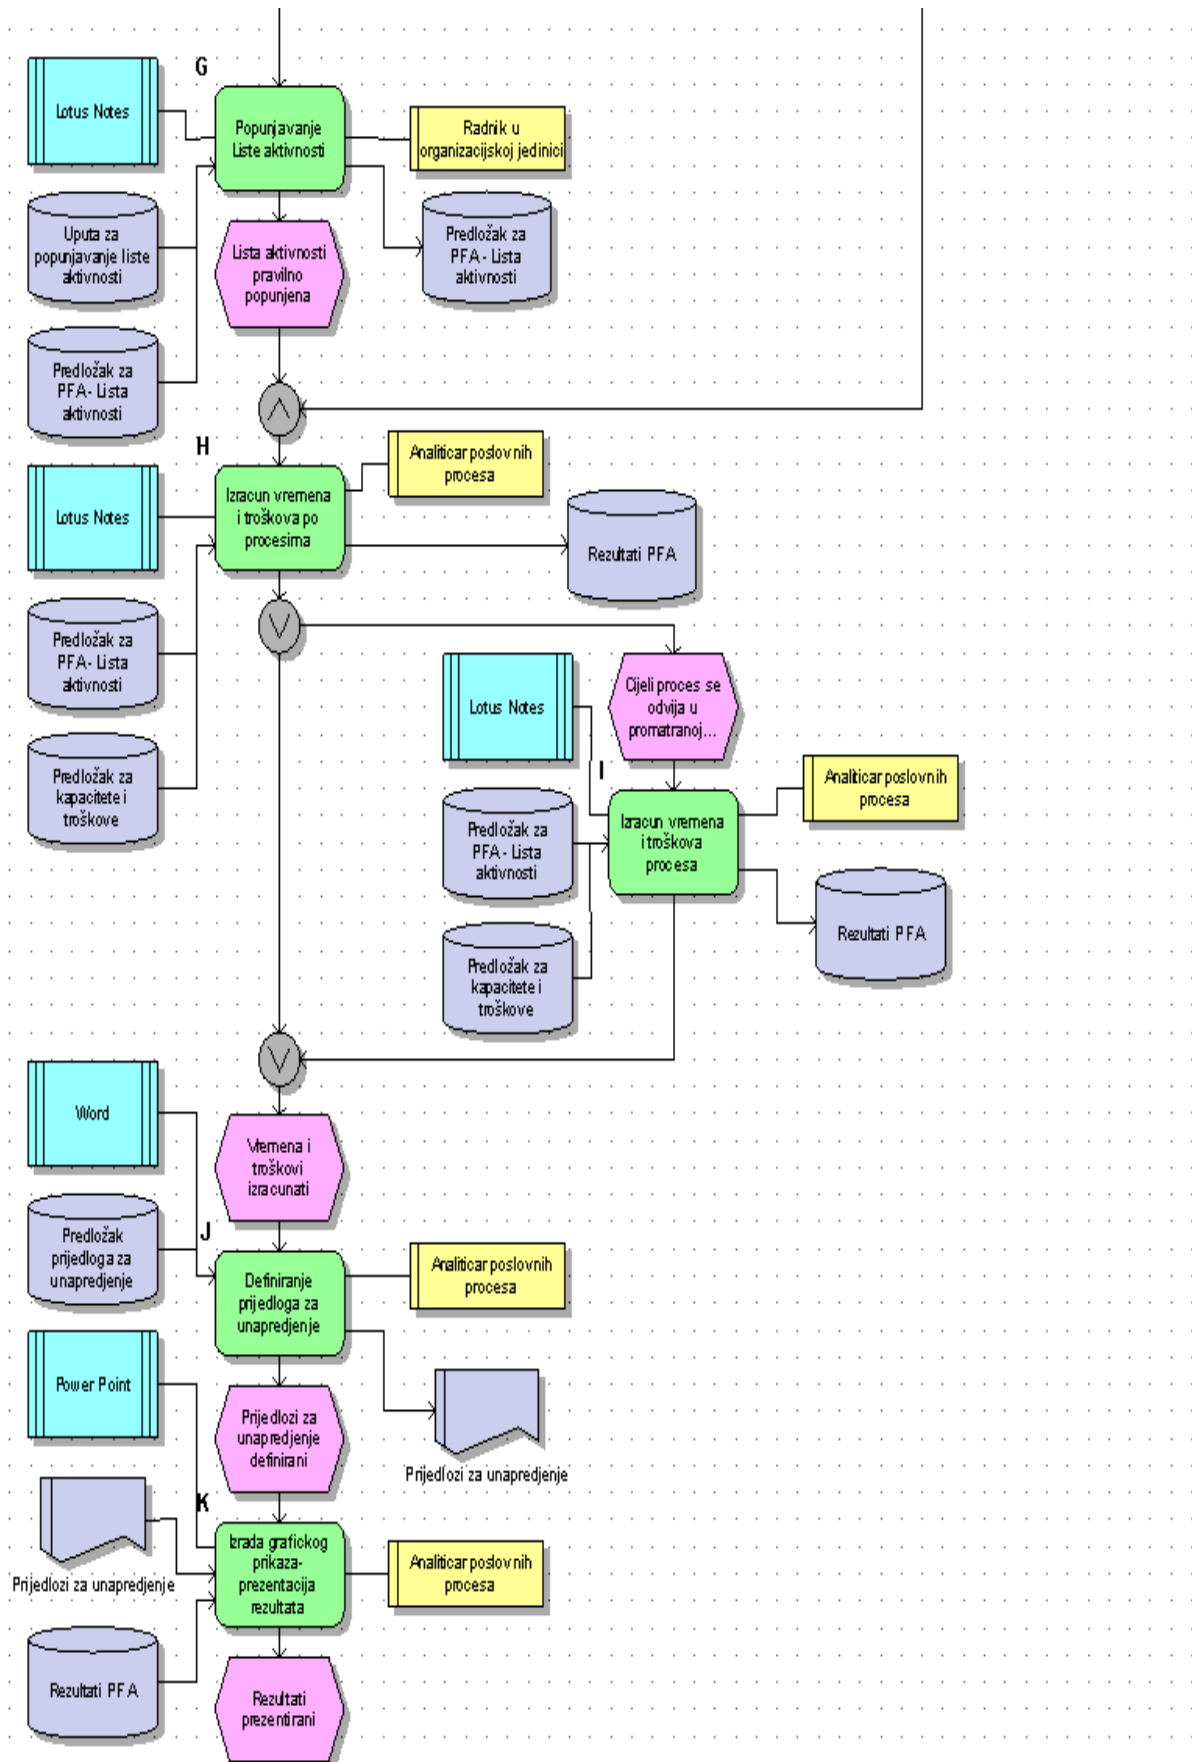 G
Lotus Notes
Popunjavanje
Liste aktivnosti
Radnik u
organizacijskoj jedinici
Uputa za
popunjavanje liste
aktivnosti
Lista aktivnosti
pravilno
popunjena
Predložak za
PFA - Lista
aktivnosti
Predložak za
PFA - Lista
aktivnosti
H
Analiticar poslovnih
procesa
Lotus Notes
Izracun vremena
i troškova po
procesima
Rezultati PFA
Predložak za
PFA - Lista
aktivnosti
Lotus Notes
Cijeli proces se
odvija u
promatranoj...
Predložak za
kapacitete i
troškove
I
Analiticar poslovnih
procesa
Predložak za
PFA - Lista
aktivnosti
Izracun vremena
i troškova
procesa
Rezultati PFA
Predložak za
kapacitete i
troškove
Word
Vremena i
troškovi
izracunati
J
Predložak
prijedloga za
unapredjenje
Definiranje
prijedloga za
unapredjenje
Analiticar poslovnih
procesa
Power Point
Prijedlozi za
unapredjenje
definirani
Prijedlozi za unapredjenje
K
Prijedlozi za unapredjenje
Izrada grafickog
prikaza-
prezentacija
rezultata
Analiticar poslovnih
procesa
Rezultati PFA
Rezultati
prezentirani